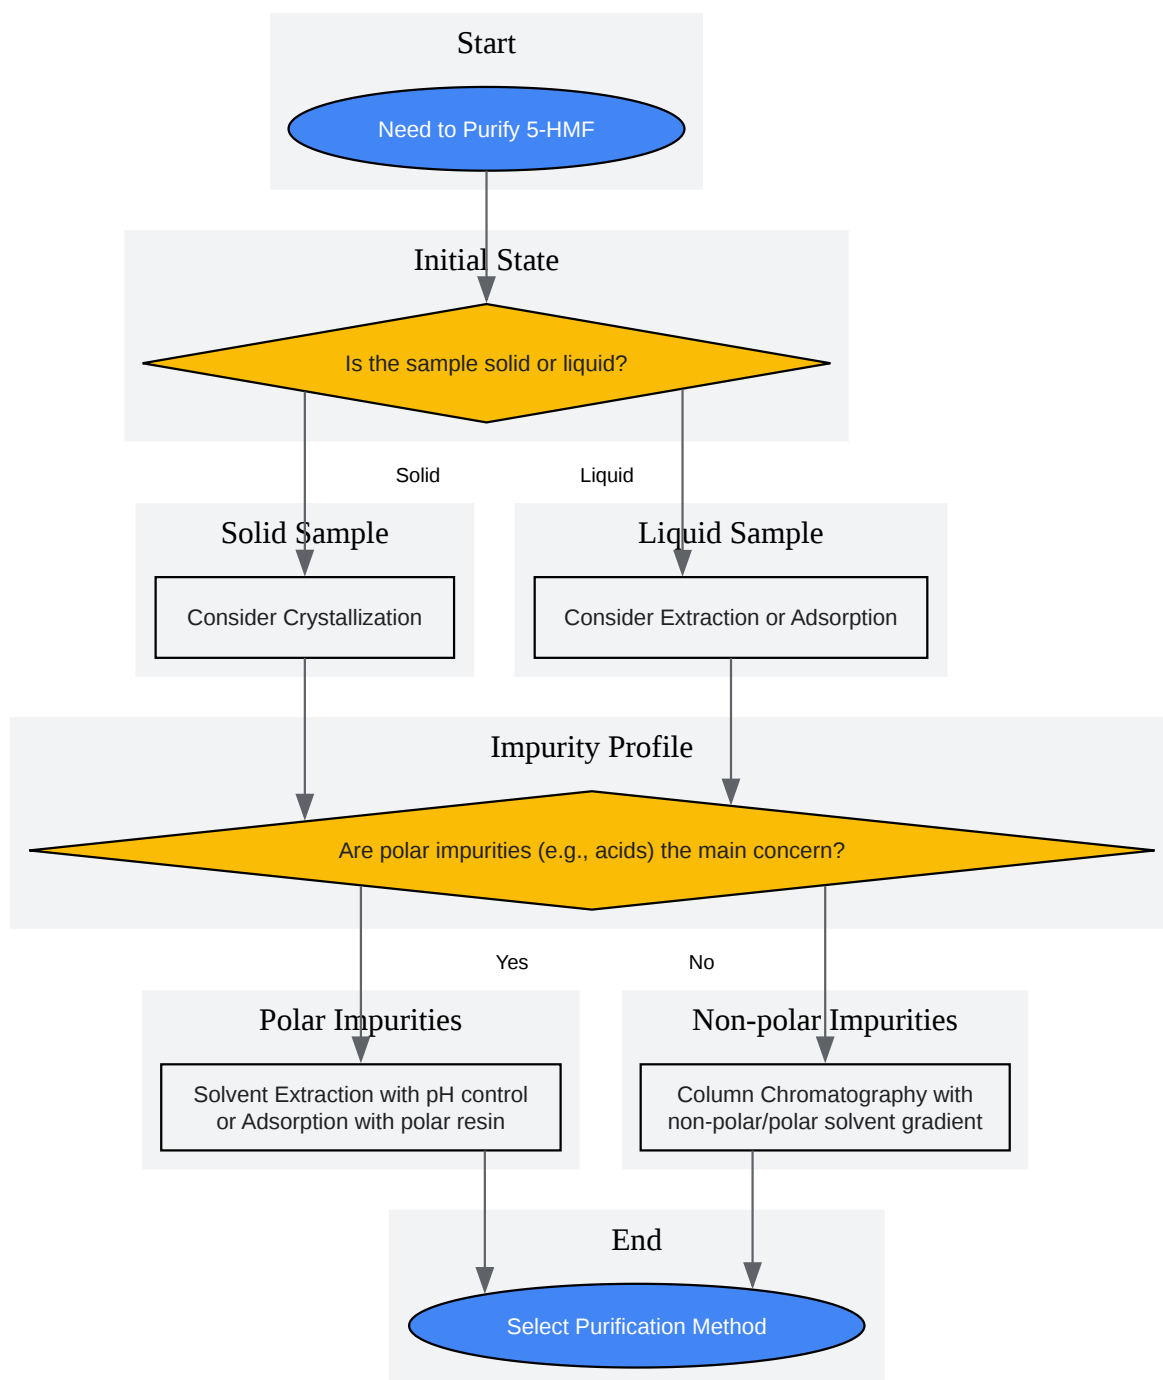 Start
Need to Purify 5-HMF
Initial State
Is the sample solid or liquid?
Solid
Liquid
Solid Sample
Liquid Sample
Consider Crystallization
Consider Extraction or Adsorption
Impurity Profile
Are polar impurities (e.g., acids) the main concern?
Yes
No
Polar Impurities
Non-polar Impurities
Solvent Extraction with pH control
or Adsorption with polar resin
Column Chromatography with
non-polar/polar solvent gradient
End
Select Purification Method